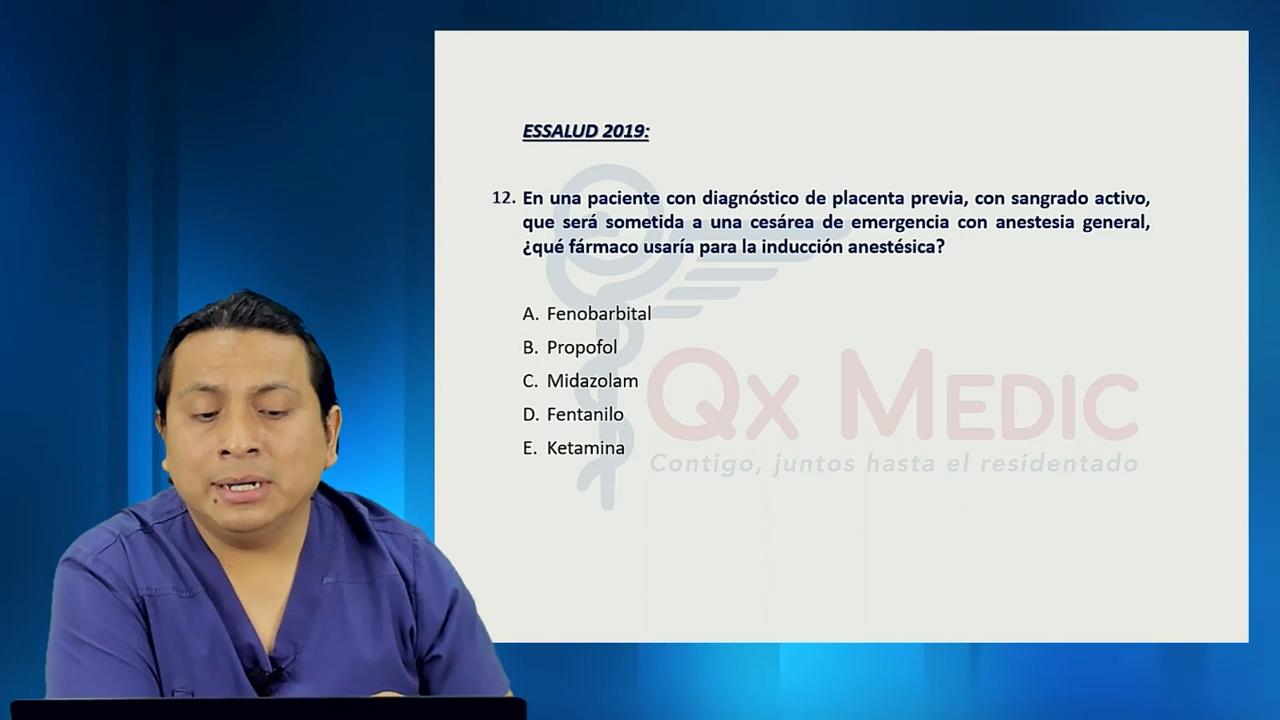 ESSALUD 2019:
12. En una paciente con diagnóstico de placenta previa, con sangrado activo,
que será sometida a una cesárea de emergencia con anestesia general,
¿qué fármaco usaría para la inducción anestésica?
A. Fenobarbital
B. Propofol
C. Midazolam
D. Fentanilo
E. Ketamina
QX MEDIC
Contigo, juntos hasta el residentado